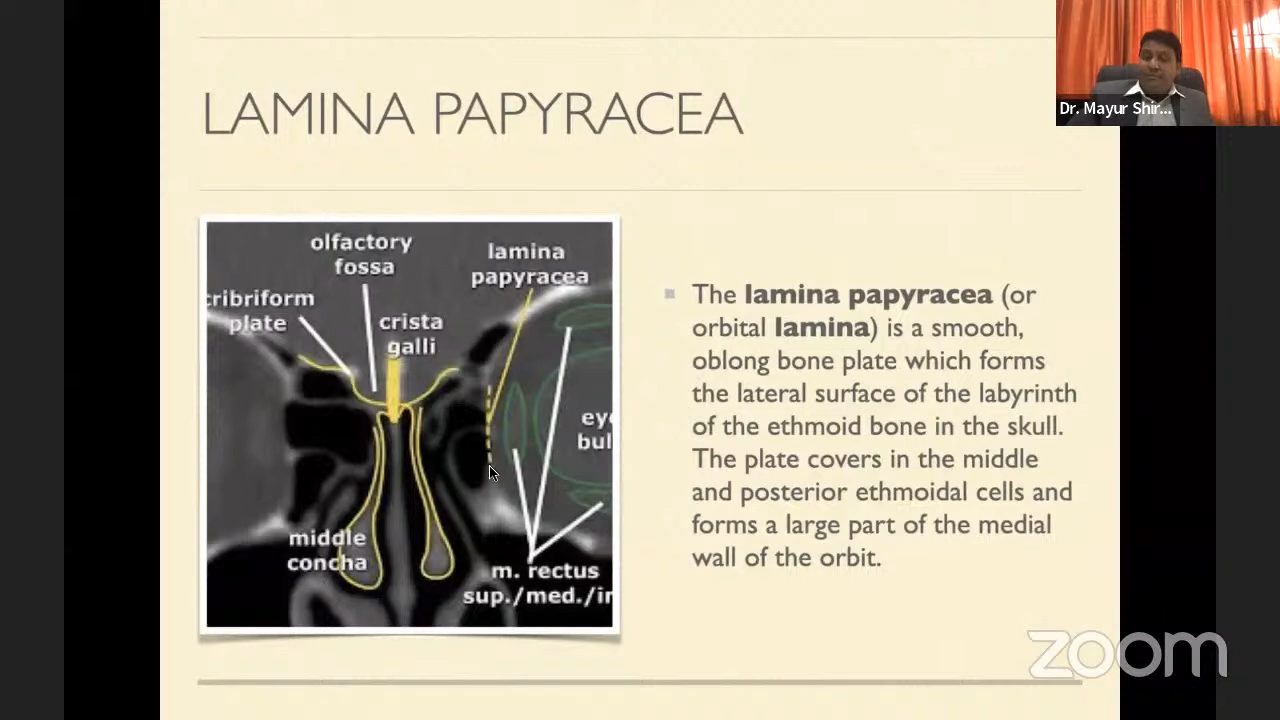 Dr. Mayur Shir...
LAMINA PAPYRACEA
olfactory
fossa
lamina
papyracea
cribriform
plate
crista
galli
eye
bul
middle
concha
m. rectus
sup./med./in
The lamina papyracea (or
orbital lamina) is a smooth,
oblong bone plate which forms
the lateral surface of the labyrinth
of the ethmoid bone in the skull.
The plate covers in the middle
and posterior ethmoidal cells and
forms a large part of the medial
wall of the orbit.
zoom